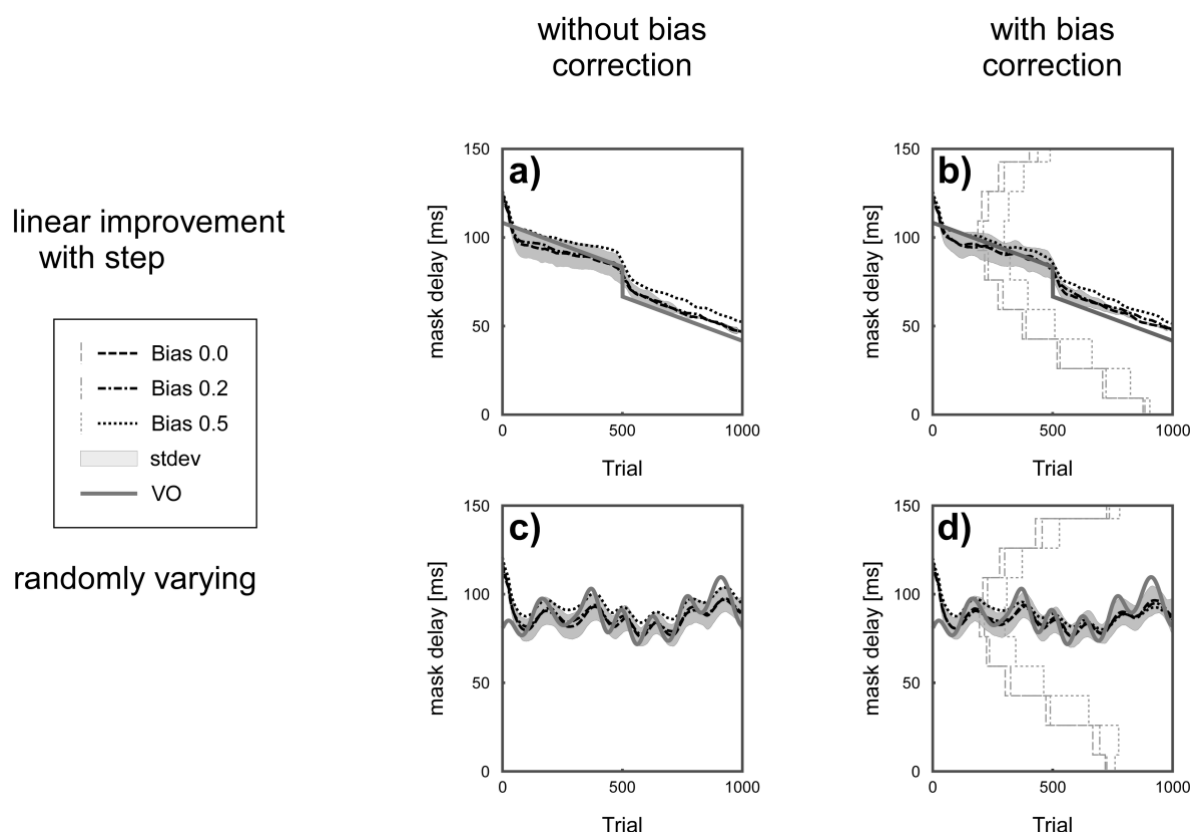 without bias
correction
with bias
correction
linear improvement
with step
Bias 0.0
Bias 0.2
Bias 0.5
stdev
VO
randomly varying
a)
150
100
50
0
mask delay [ms]
0 500 1000
Trial
b)
150
100
50
0
mask delay [ms]
0 500 1000
Trial
c)
150
100
50
0
mask delay [ms]
0 500 1000
Trial
d)
150
100
50
0
mask delay [ms]
0 500 1000
Trial